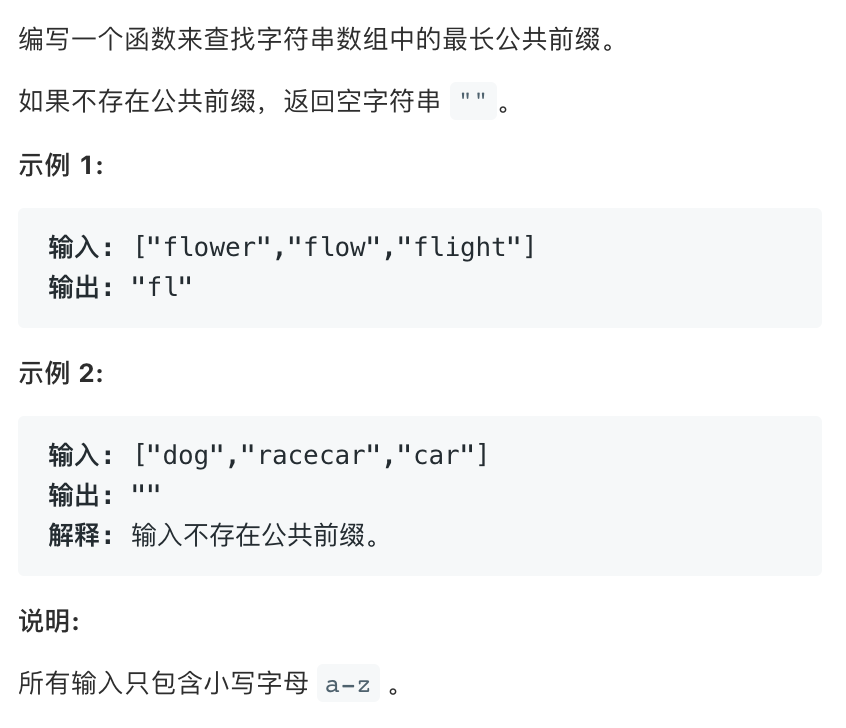 编写一个函数来查找字符串数组中的最长公共前缀。
如果不存在公共前缀，返回空字符串 ""。
示例 1:
输入: ["flower","flow","flight"]
输出: "fl"
示例 2:
输入: ["dog","racecar","car"]
输出: ""
解释: 输入不存在公共前缀。
说明:
所有输入只包含小写字母 a-z 。